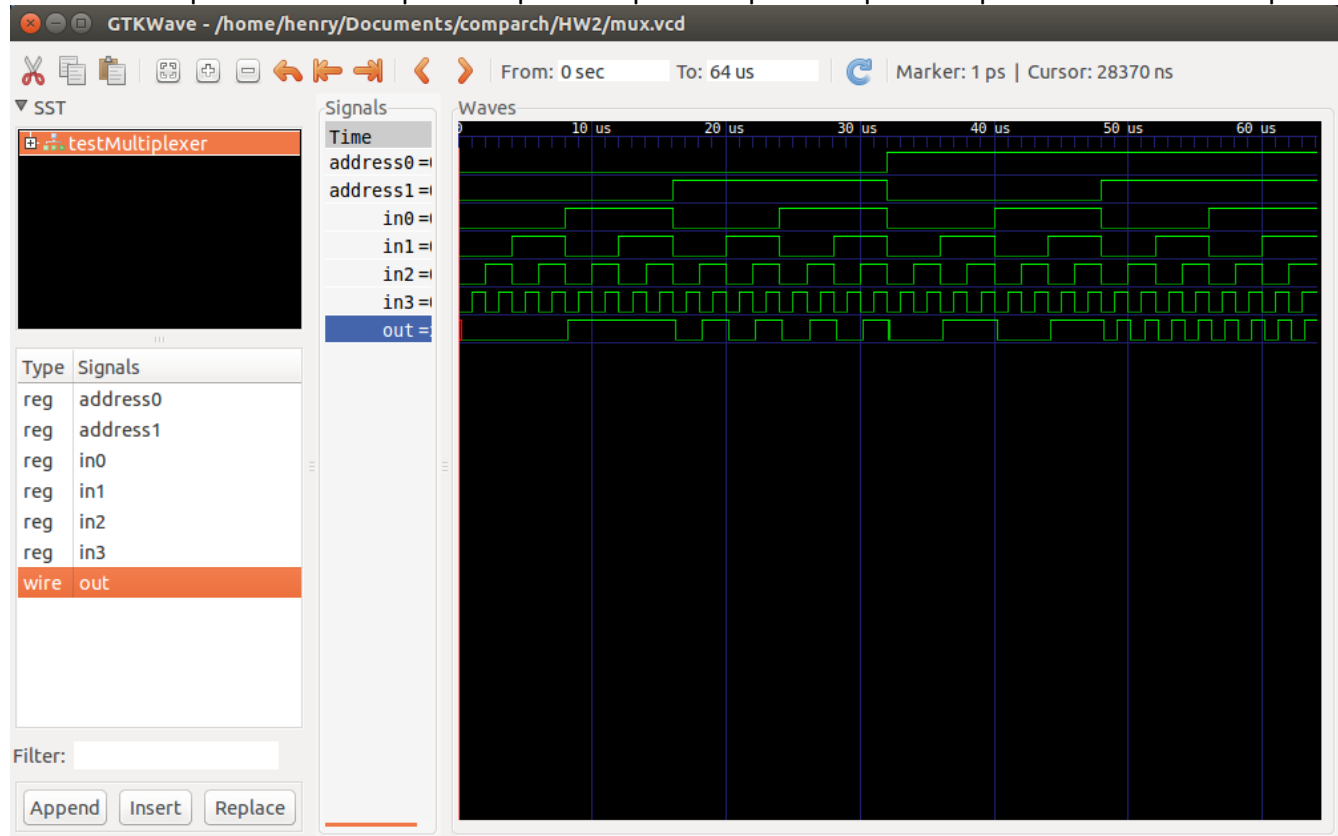 GTKWave - /home/henry/Documents/comparch/HW2/mux.vcd
From: 0 sec To: 64 us Marker: 1 ps | Cursor: 28370 ns
SST
testMultiplexer
Signals
Time
address0 =
address1 =
in0 =
in1 =
in2 =
in3 =
out =
Waves
0 10 us 20 us 30 us 40 us 50 us 60 us
Type Signals
reg address0
reg address1
reg in0
reg in1
reg in2
reg in3
wire out
Filter:
Append Insert Replace